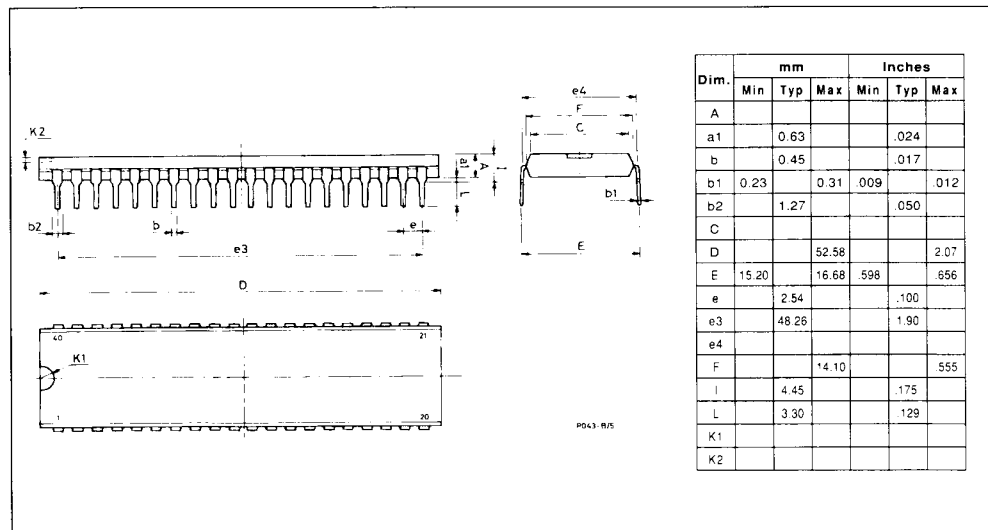 K2
a1
A
I
L
b2
b
e
e3
D
40
21
K1
1
20
e4
F
C
b1
E
P043-B/5
Dim. mm Inches
Min Typ Max Min Typ Max
A
a1 0.63 .024
b 0.45 .017
b1 0.23 0.31 .009 .012
b2 1.27 .050
C
D 52.58 2.07
E 15.20 16.68 .598 .656
e 2.54 .100
e3 48.26 1.90
e4
F 14.10 .555
I 4.45 .175
L 3.30 .129
K1
K2